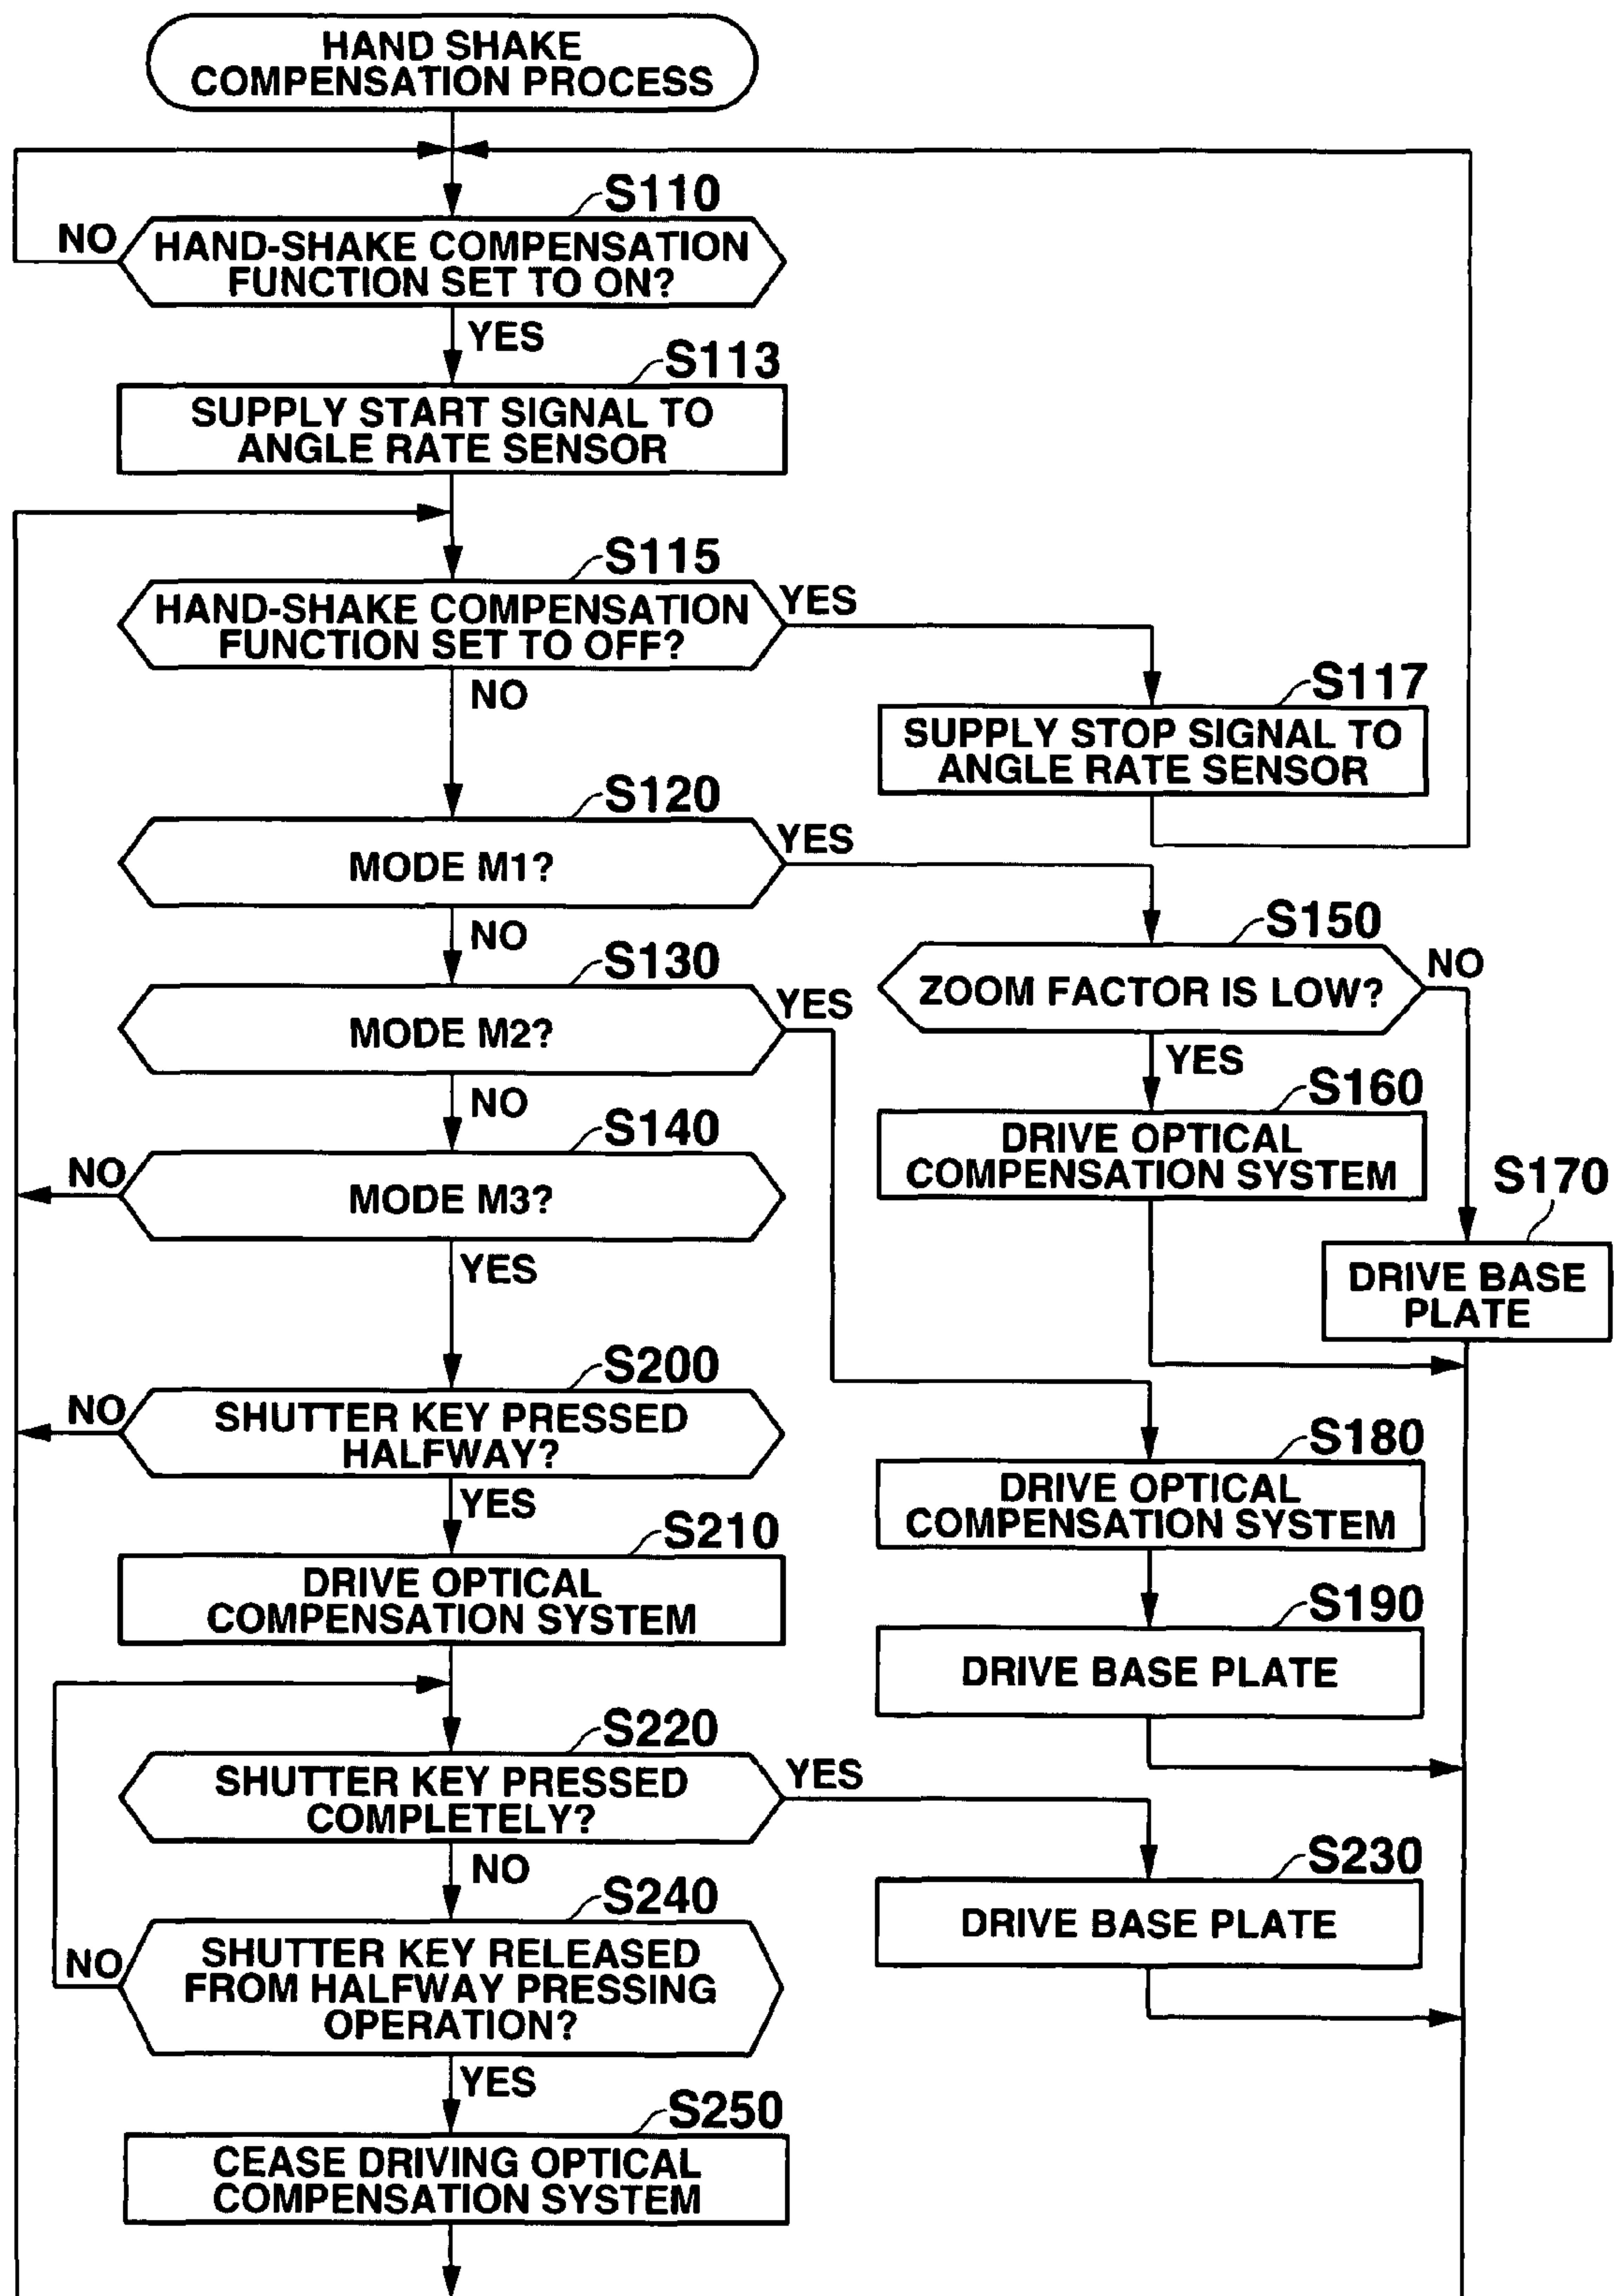 HAND SHAKE
COMPENSATION PROCESS
S110
NO
HAND-SHAKE COMPENSATION
FUNCTION SET TO ON?
YES
S113
SUPPLY START SIGNAL TO
ANGLE RATE SENSOR
S115
HAND-SHAKE COMPENSATION
FUNCTION SET TO OFF?
YES
NO
S117
SUPPLY STOP SIGNAL TO
ANGLE RATE SENSOR
S120
MODE M1?
YES
NO
S150
ZOOM FACTOR IS LOW?
NO
YES
S130
MODE M2?
YES
NO
S160
DRIVE OPTICAL
COMPENSATION SYSTEM
S170
DRIVE BASE
PLATE
S140
NO
MODE M3?
YES
S200
NO
SHUTTER KEY PRESSED
HALFWAY?
YES
S180
DRIVE OPTICAL
COMPENSATION SYSTEM
S210
DRIVE OPTICAL
COMPENSATION SYSTEM
S190
DRIVE BASE PLATE
S220
SHUTTER KEY PRESSED
COMPLETELY?
YES
NO
S230
DRIVE BASE PLATE
S240
NO
SHUTTER KEY RELEASED
FROM HALFWAY PRESSING
OPERATION?
YES
S250
CEASE DRIVING OPTICAL
COMPENSATION SYSTEM